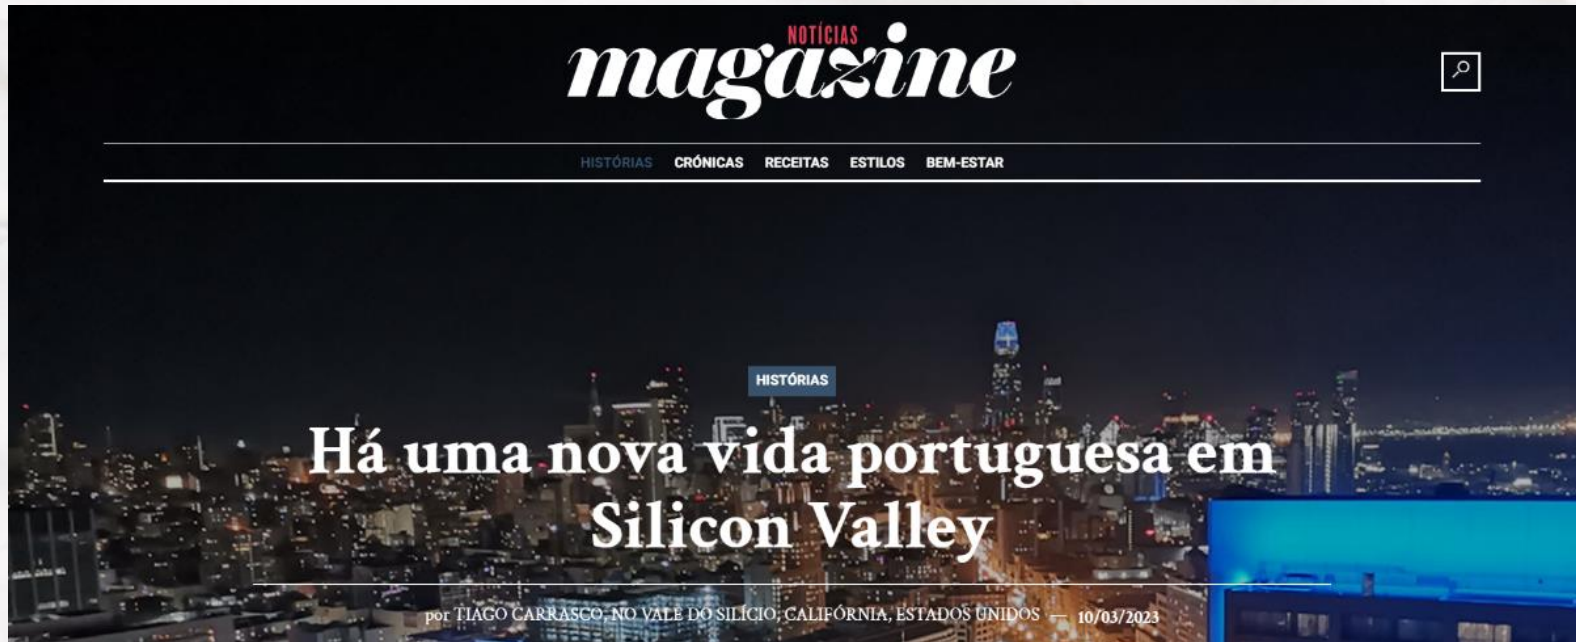 NOTÍCIAS
magazine
HISTÓRIAS CRÓNICAS RECEITAS ESTILOS BEM-ESTAR
HISTÓRIAS
Há uma nova vida portuguesa em
Silicon Valley
por TIAGO CARRASCO, NO VALE DO SILÍCIO, CALIFÓRNIA, ESTADOS UNIDOS — 10/03/2023